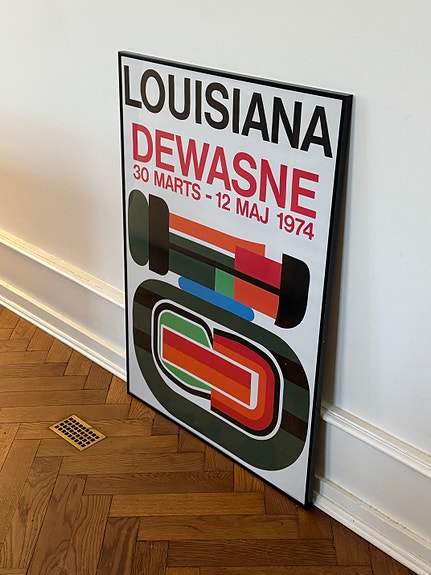 LOUISIANA
DEWASNE
30 MARTS - 12 MAJ 1974